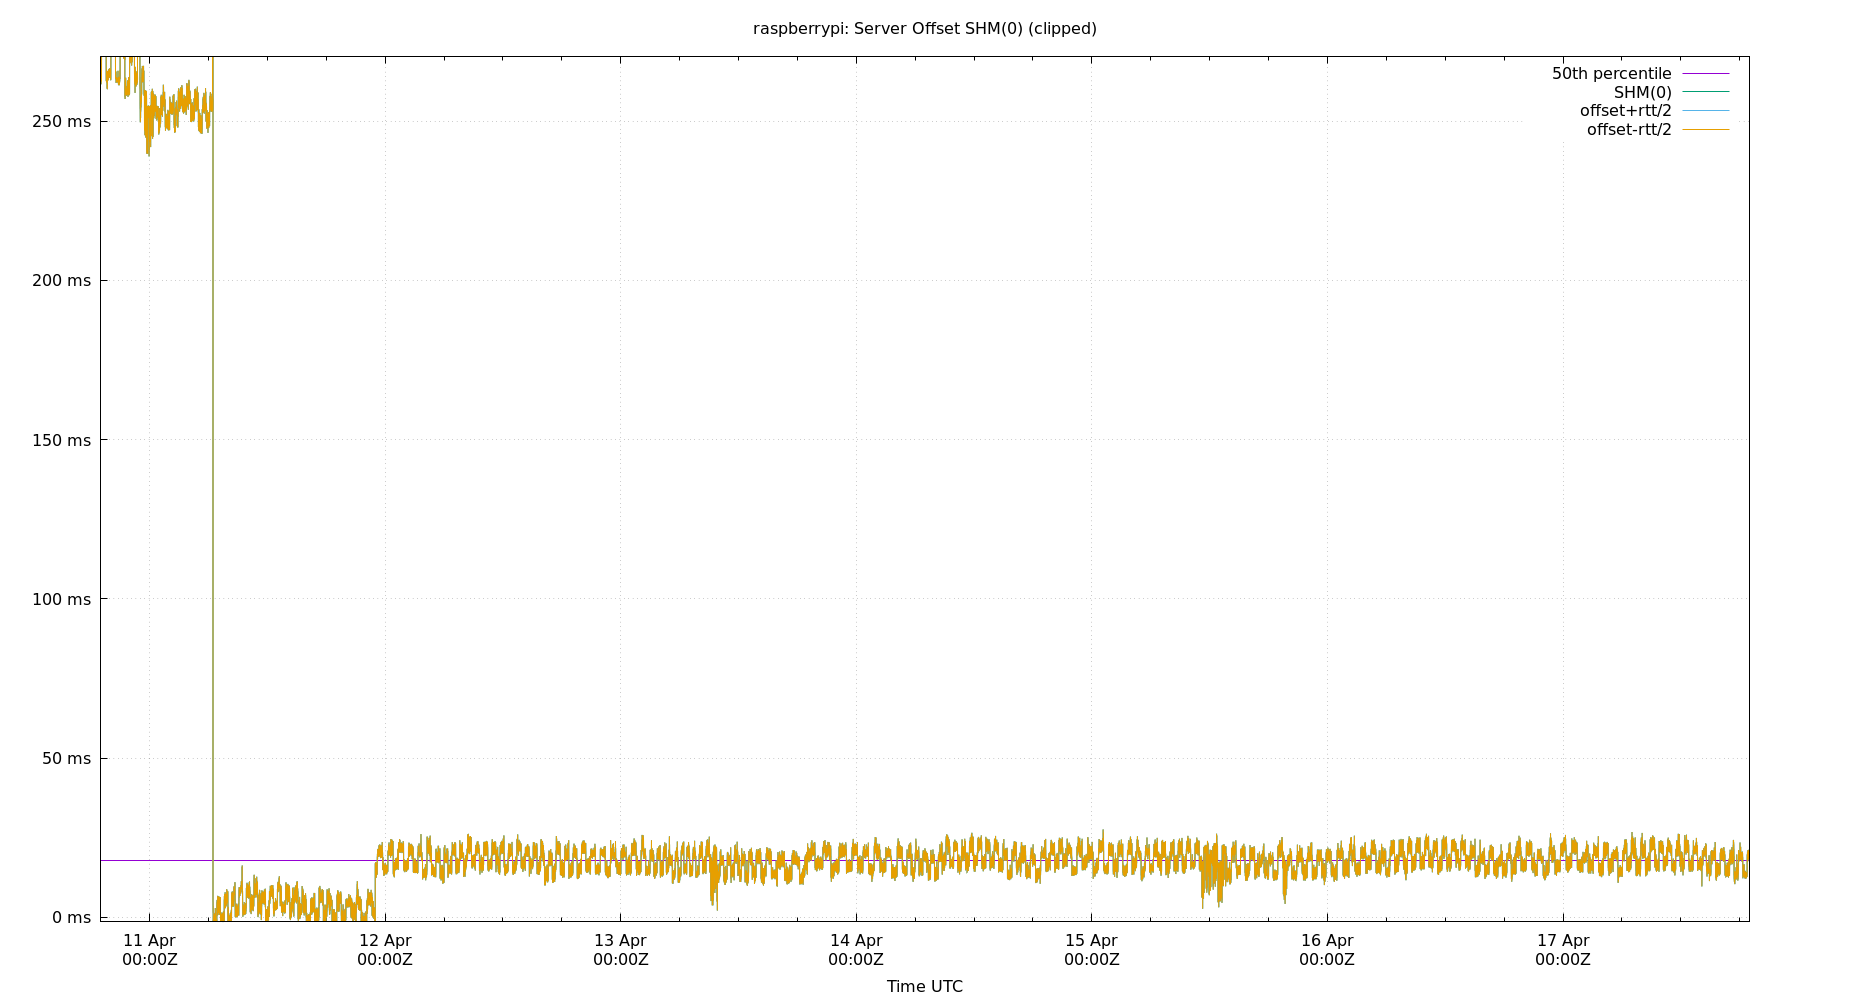 raspberrypi: Server Offset SHM(0) (clipped)
50th percentile
SHM(0)
offset+rtt/2
offset-rtt/2
250 ms
200 ms
150 ms
100 ms
50 ms
0 ms
11 Apr 12 Apr 13 Apr 14 Apr 15 Apr 16 Apr 17 Apr
00:00Z 00:00Z 00:00Z 00:00Z 00:00Z 00:00Z 00:00Z
Time UTC